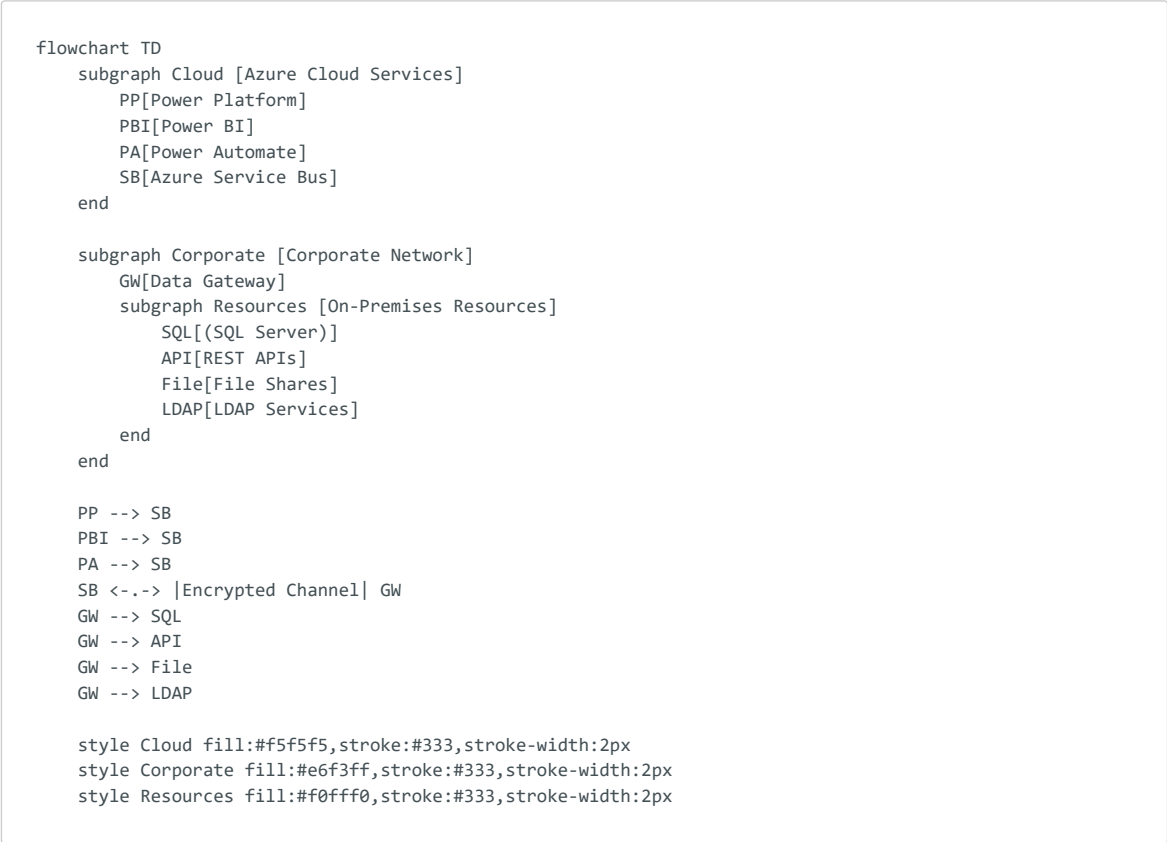 flowchart TD
    subgraph Cloud [Azure Cloud Services]
        PP[Power Platform]
        PBI[Power BI]
        PA[Power Automate]
        SB[Azure Service Bus]
    end

    subgraph Corporate [Corporate Network]
        GW[Data Gateway]
        subgraph Resources [On-Premises Resources]
            SQL[(SQL Server)]
            API[REST APIs]
            File[File Shares]
            LDAP[LDAP Services]
        end
    end

    PP --> SB
    PBI --> SB
    PA --> SB
    SB <-.-> |Encrypted Channel| GW
    GW --> SQL
    GW --> API
    GW --> File
    GW --> LDAP

    style Cloud fill:#f5f5f5,stroke:#333,stroke-width:2px
    style Corporate fill:#e6f3ff,stroke:#333,stroke-width:2px
    style Resources fill:#f0fff0,stroke:#333,stroke-width:2px